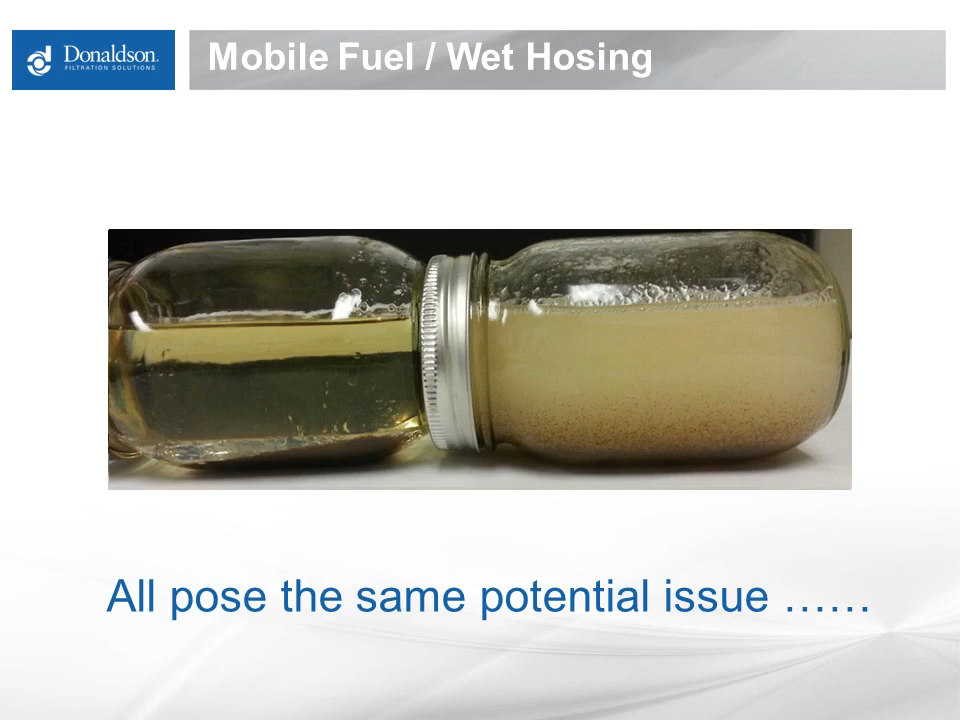 Donaldson.
FILTRATION SOLUTIONS
Mobile Fuel / Wet Hosing
All pose the same potential issue ……